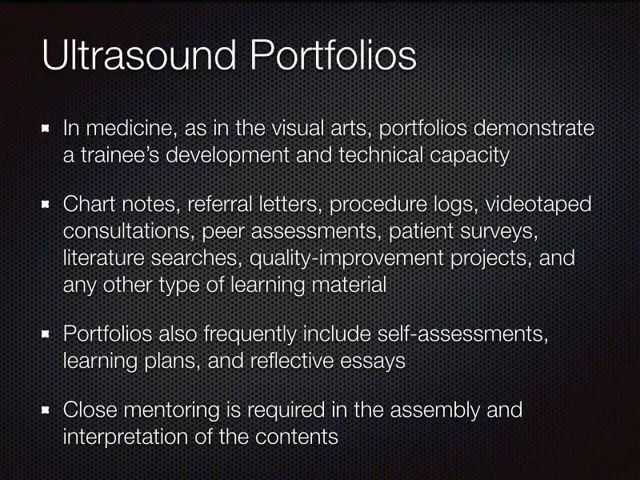 Ultrasound Portfolios
In medicine, as in the visual arts, portfolios demonstrate
a trainee's development and technical capacity
Chart notes, referral letters, procedure logs, videotaped
consultations, peer assessments, patient surveys,
literature searches, quality-improvement projects, and
any other type of learning material
Portfolios also frequently include self-assessments,
learning plans, and reflective essays
Close mentoring is required in the assembly and
interpretation of the contents